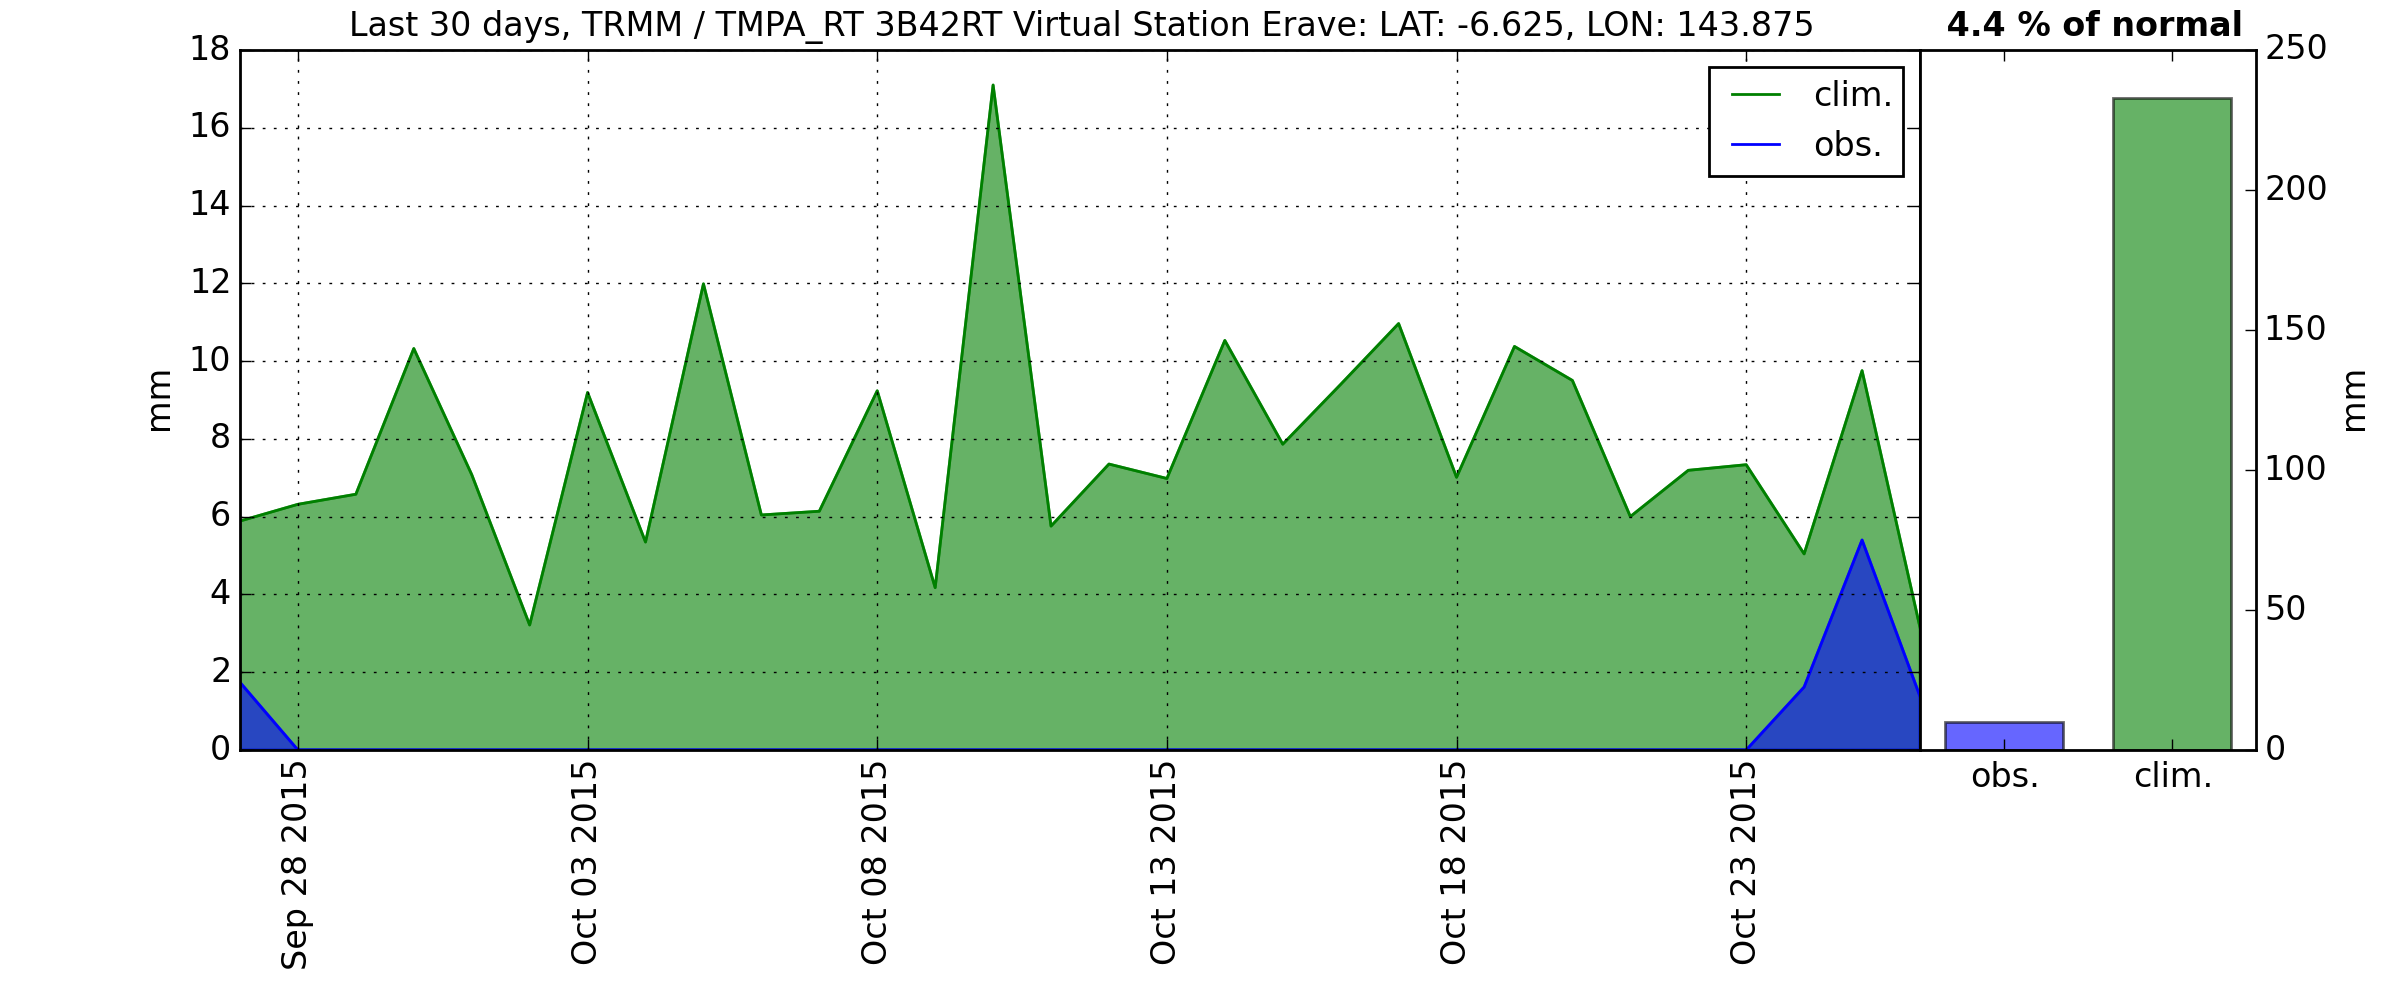 Last 30 days, TRMM / TMPA_RT 3B42RT Virtual Station Erave: LAT: -6.625, LON: 143.875
4.4 % of normal
18
16
14
12
10
8
6
4
2
0
mm
clim.
obs.
Sep 28 2015
Oct 03 2015
Oct 08 2015
Oct 13 2015
Oct 18 2015
Oct 23 2015
250
200
150
100
50
0
mm
obs.
clim.